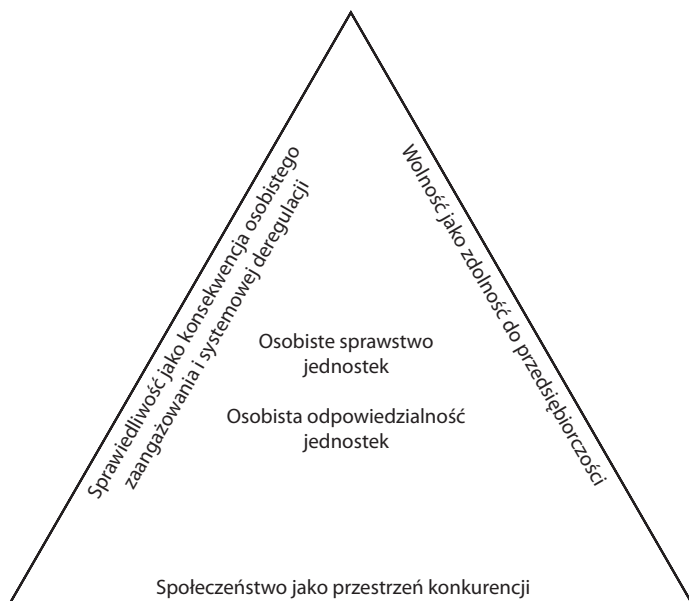 Sprawiedliwość jako konsekwencja osobistego
zaangażowania i systemowej deregulacji
Wolność jako zdolność do przedsiębiorczości
Osobiste sprawstwo
jednostek
Osobista odpowiedzialność
jednostek
Społeczeństwo jako przestrzeń konkurencji